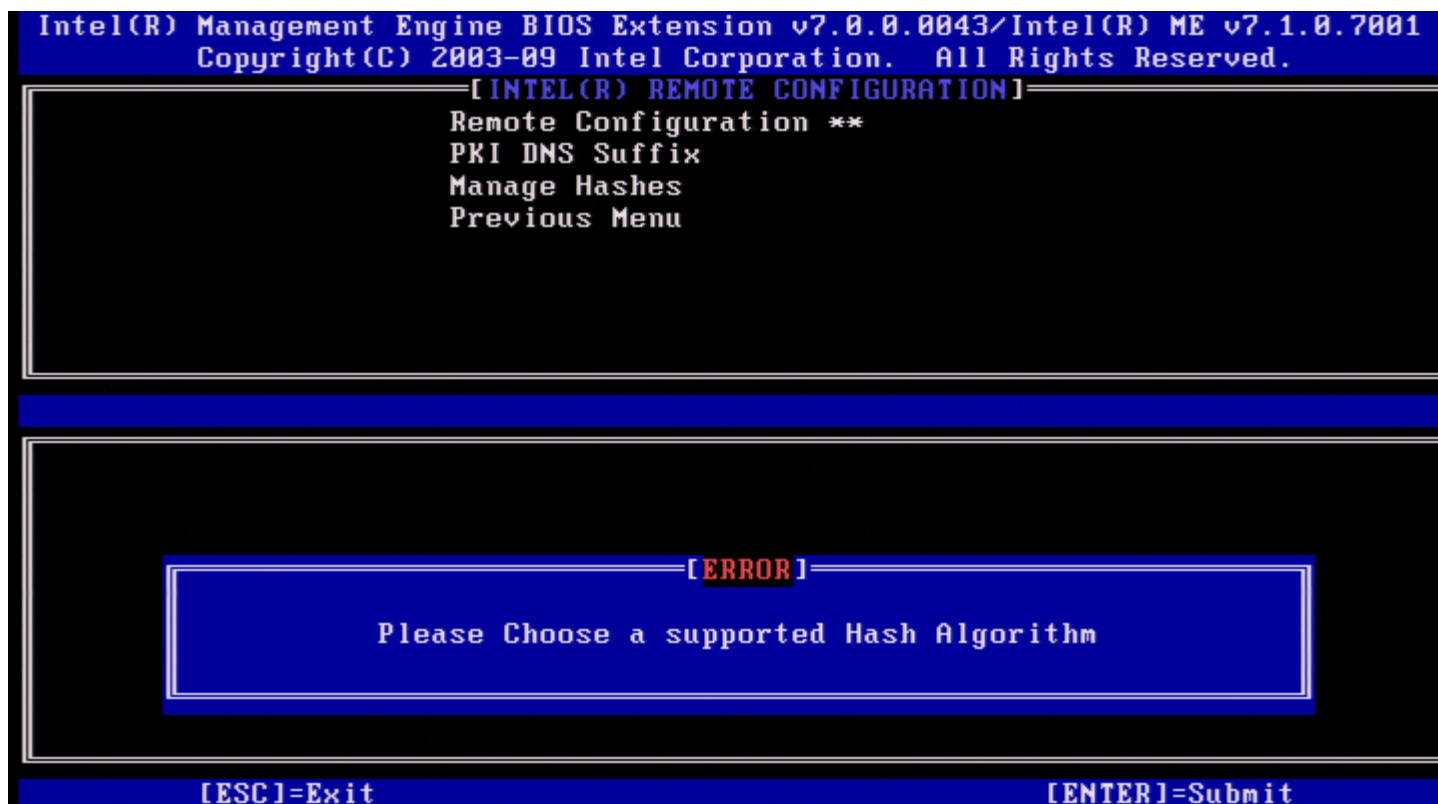 Intel(R) Management Engine BIOS Extension v7.0.0.0043/Intel(R) ME v7.1.0.7001
Copyright(C) 2003-09 Intel Corporation. All Rights Reserved.
[INTEL(R) REMOTE CONFIGURATION]
Remote Configuration **
PKI DNS Suffix
Manage Hashes
Previous Menu
[ERROR]
Please Choose a supported Hash Algorithm
[ESC]=Exit [ENTER]=Submit